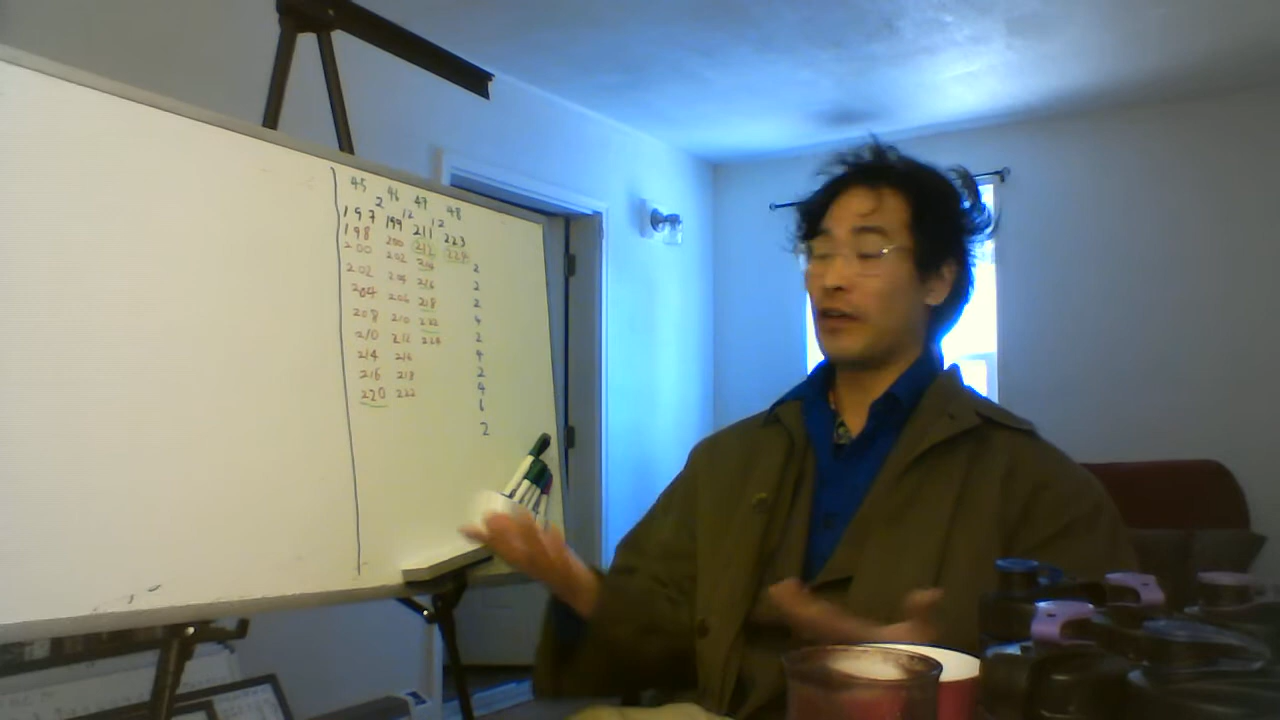 45 46 47 48
2 12 12
197 199 211 223
198 200 212 224
200 202 214 2
202 204 216 2
204 206 218 2
208 210 222 4
210 212 224 2
214 216 4
216 218 2
220 222 4
6
2